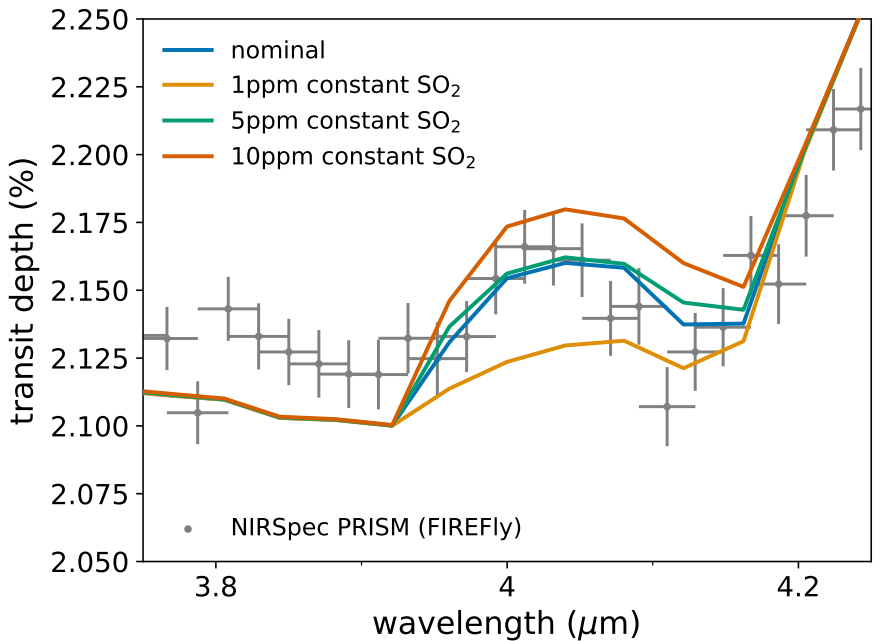 2.250
2.225
2.200
2.175
2.150
2.125
2.100
2.075
2.050
transit depth (%)
nominal
1ppm constant SO₂
5ppm constant SO₂
10ppm constant SO₂
NIRSpec PRISM (FIREFly)
3.8
4
4.2
wavelength (μm)